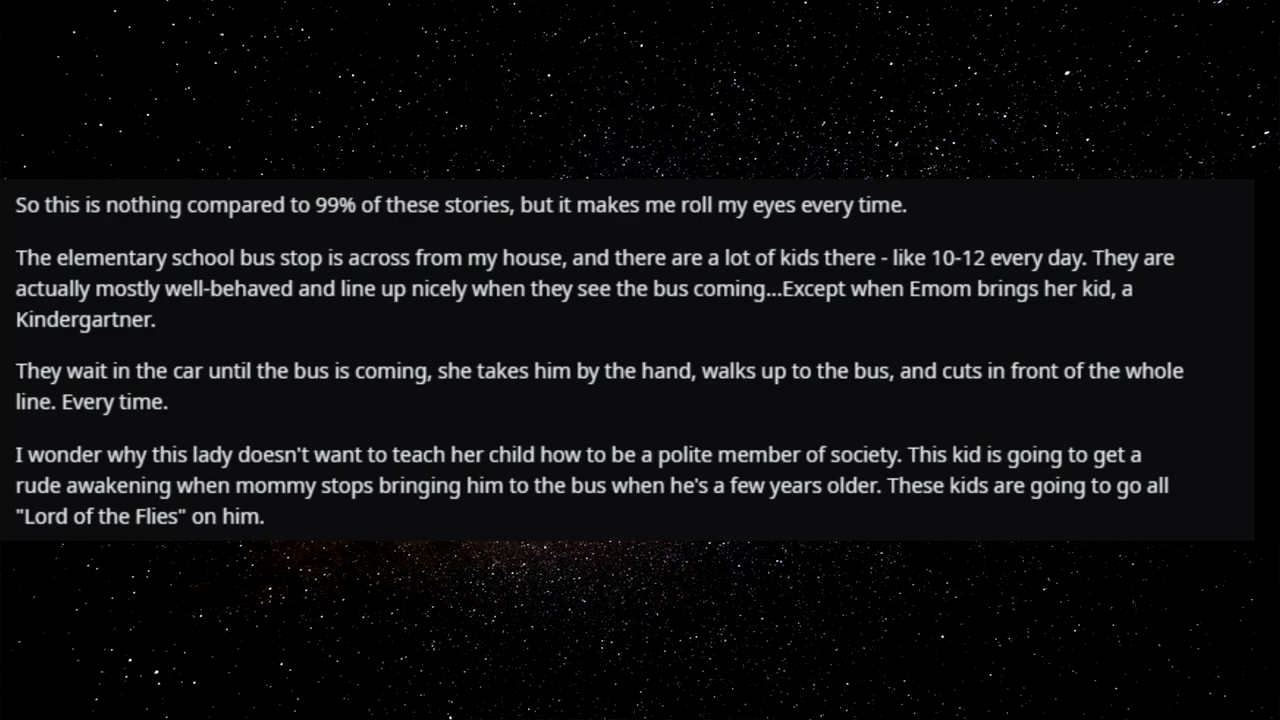 So this is nothing compared to 99% of these stories, but it makes me roll my eyes every time.
The elementary school bus stop is across from my house, and there are a lot of kids there - like 10-12 every day. They are
actually mostly well-behaved and line up nicely when they see the bus coming...Except when Emom brings her kid, a
Kindergartner.
They wait in the car until the bus is coming, she takes him by the hand, walks up to the bus, and cuts in front of the whole
line. Every time.
I wonder why this lady doesn't want to teach her child how to be a polite member of society. This kid is going to get a
rude awakening when mommy stops bringing him to the bus when he's a few years older. These kids are going to go all
"Lord of the Flies" on him.